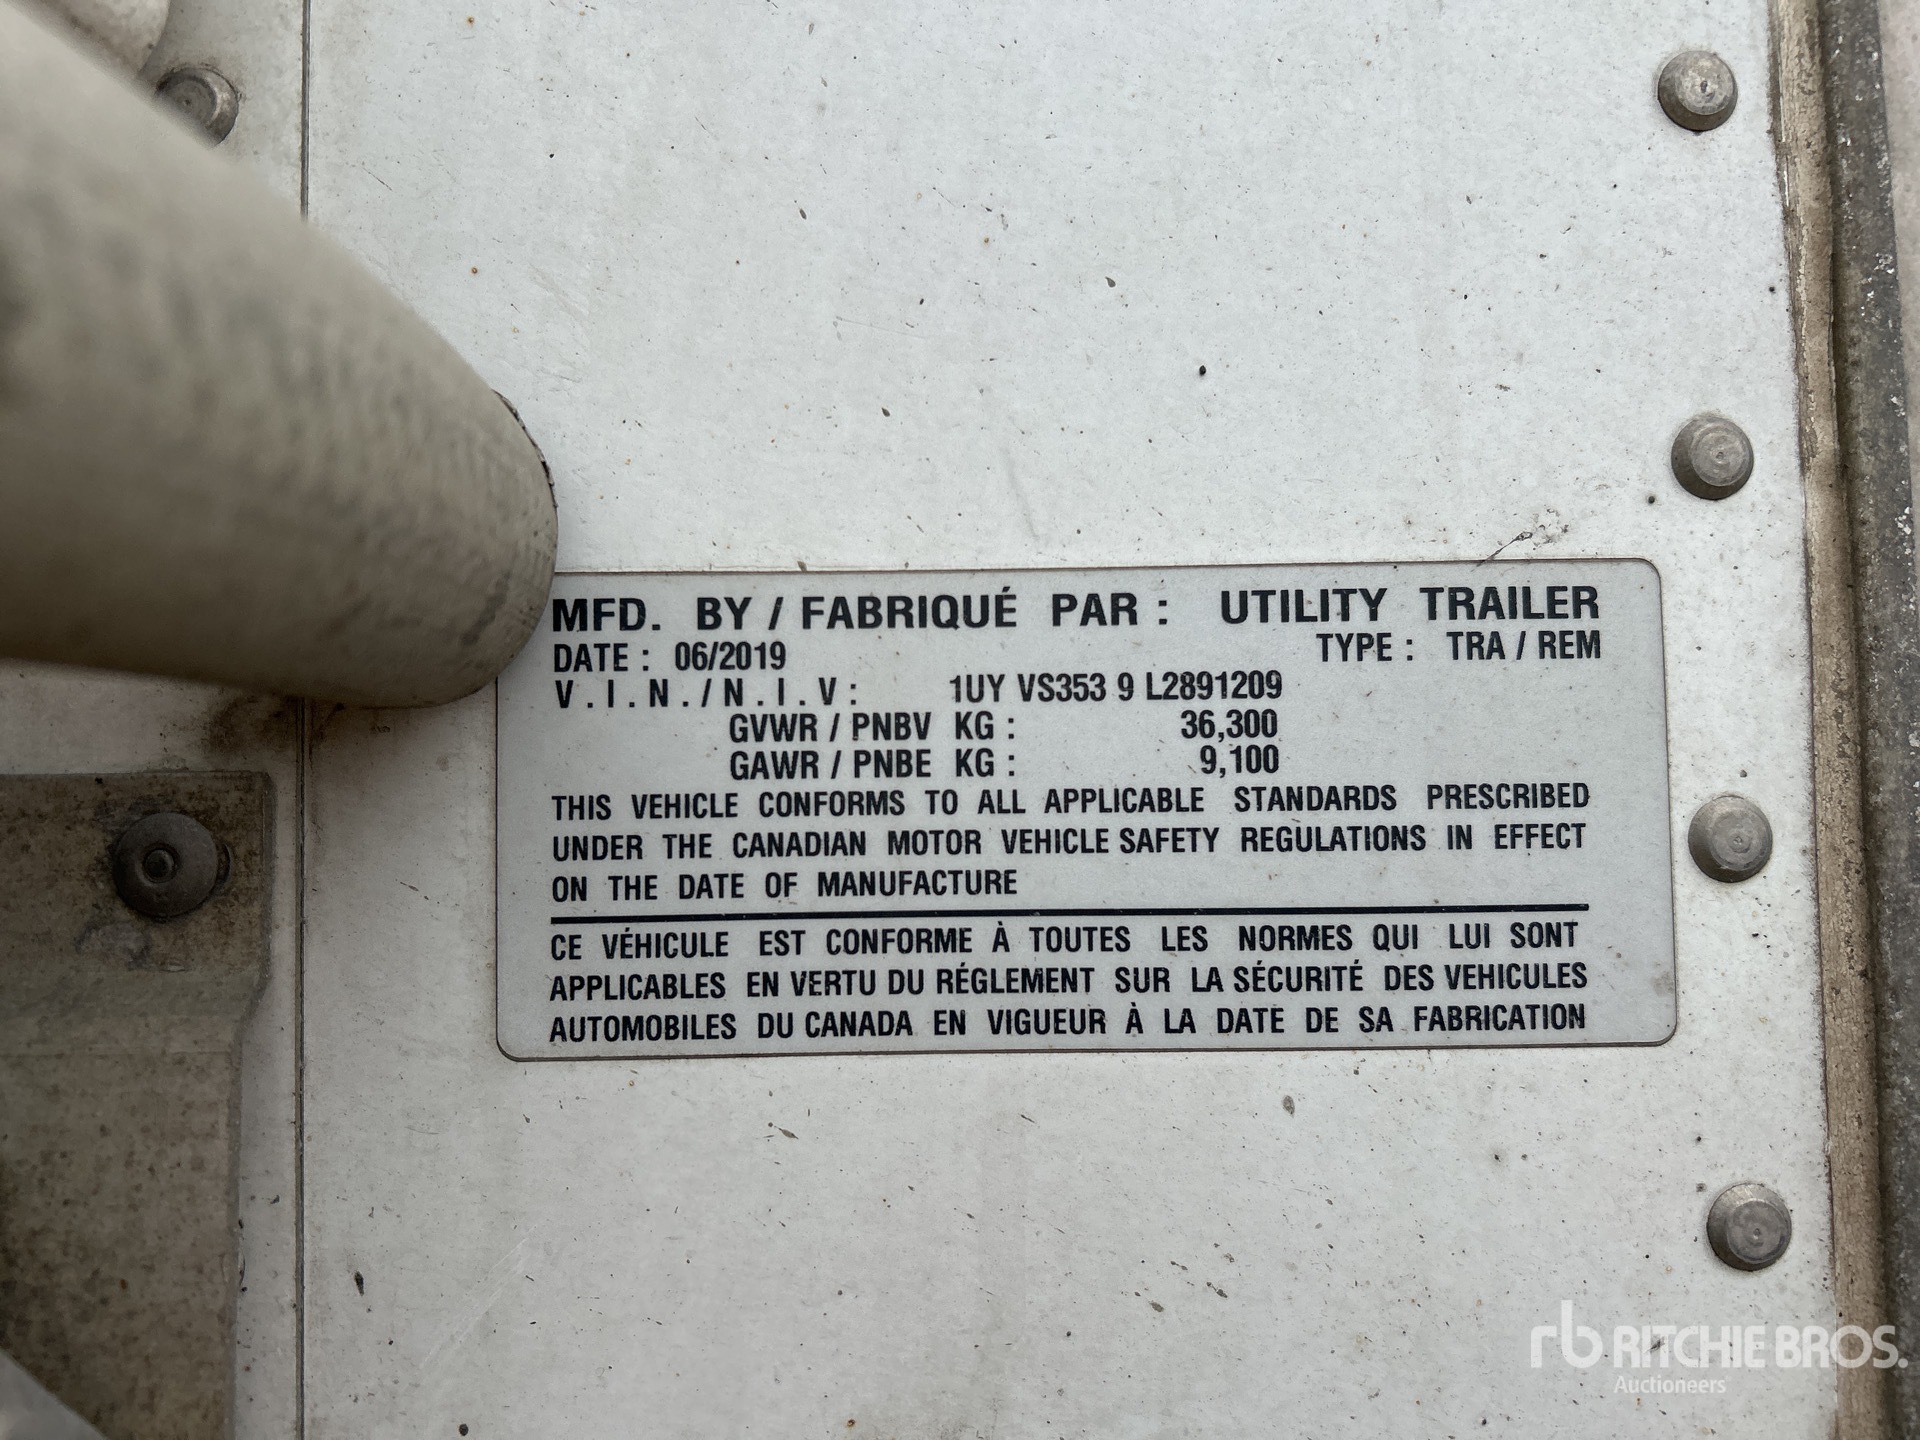 MFD. BY / FABRIQUÉ PAR : UTILITY TRAILER
DATE : 06/2019 TYPE : TRA / REM
V.I.N./N.I.V: 1UY VS353 9 L2891209
GVWR / PNBV KG : 36,300
GAWR / PNBE KG : 9,100
THIS VEHICLE CONFORMS TO ALL APPLICABLE STANDARDS PRESCRIBED
UNDER THE CANADIAN MOTOR VEHICLE SAFETY REGULATIONS IN EFFECT
ON THE DATE OF MANUFACTURE
CE VÉHICULE EST CONFORME À TOUTES LES NORMES QUI LUI SONT
APPLICABLES EN VERTU DU RÉGLEMENT SUR LA SÉCURITÉ DES VEHICULES
AUTOMOBILES DU CANADA EN VIGUEUR À LA DATE DE SA FABRICATION
rb RITCHIE BROS.
Auctioneers